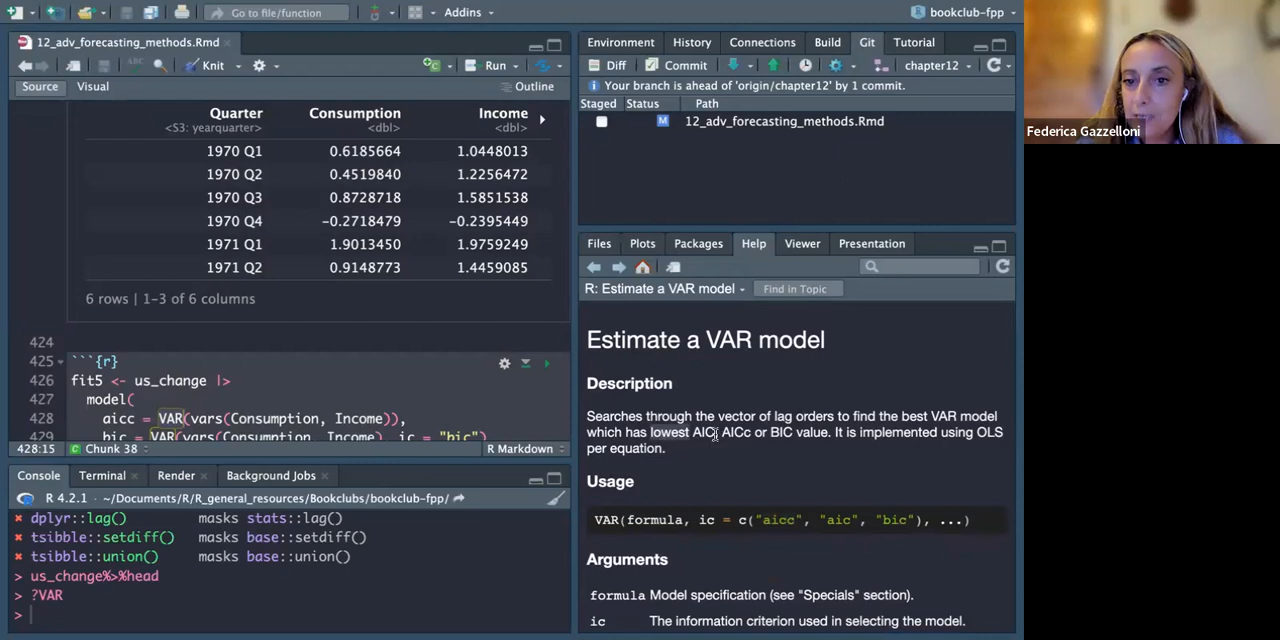 Go to file/function
Addins
bookclub-fpp
12_adv_forecasting_methods.Rmd
ABC
Knit
Run
Source
Visual
Outline
Quarter
Consumption
Income
<S3: yearquarter>
<dbl>
<dbl>
1970 Q1
0.6185664
1.0448013
1970 Q2
0.4519840
1.2256472
1970 Q3
0.8728718
1.5851538
1970 Q4
-0.2718479
-0.2395449
1971 Q1
1.9013450
1.9759249
1971 Q2
0.9148773
1.4459085
6 rows | 1-3 of 6 columns
424
425 ```{r}
426 fit5 <- us_change |>
427 model(
428 aicc = VAR(vars(Consumption, Income)),
429 bic = VAR(vars(Consumption, Income), ic = "bic")
428:15
C Chunk 38
R Markdown
Console
Terminal
Render
Background Jobs
R 4.2.1 · ~/Documents/R/R_general_resources/Bookclubs/bookclub-fpp/
✖ dplyr::lag() masks stats::lag()
✖ tsibble::setdiff() masks base::setdiff()
✖ tsibble::union() masks base::union()
> us_change%>%head
> ?VAR
>
Environment
History
Connections
Build
Git
Tutorial
Diff
Commit
chapter12
Your branch is ahead of 'origin/chapter12' by 1 commit.
Staged
Status
Path
M
12_adv_forecasting_methods.Rmd
Files
Plots
Packages
Help
Viewer
Presentation
R: Estimate a VAR model
Find in Topic
Estimate a VAR model
Description
Searches through the vector of lag orders to find the best VAR model
which has lowest AIC, AICc or BIC value. It is implemented using OLS
per equation.
Usage
VAR(formula, ic = c("aicc", "aic", "bic"), ...)
Arguments
formula Model specification (see "Specials" section).
ic The information criterion used in selecting the model.
Federica Gazzelloni